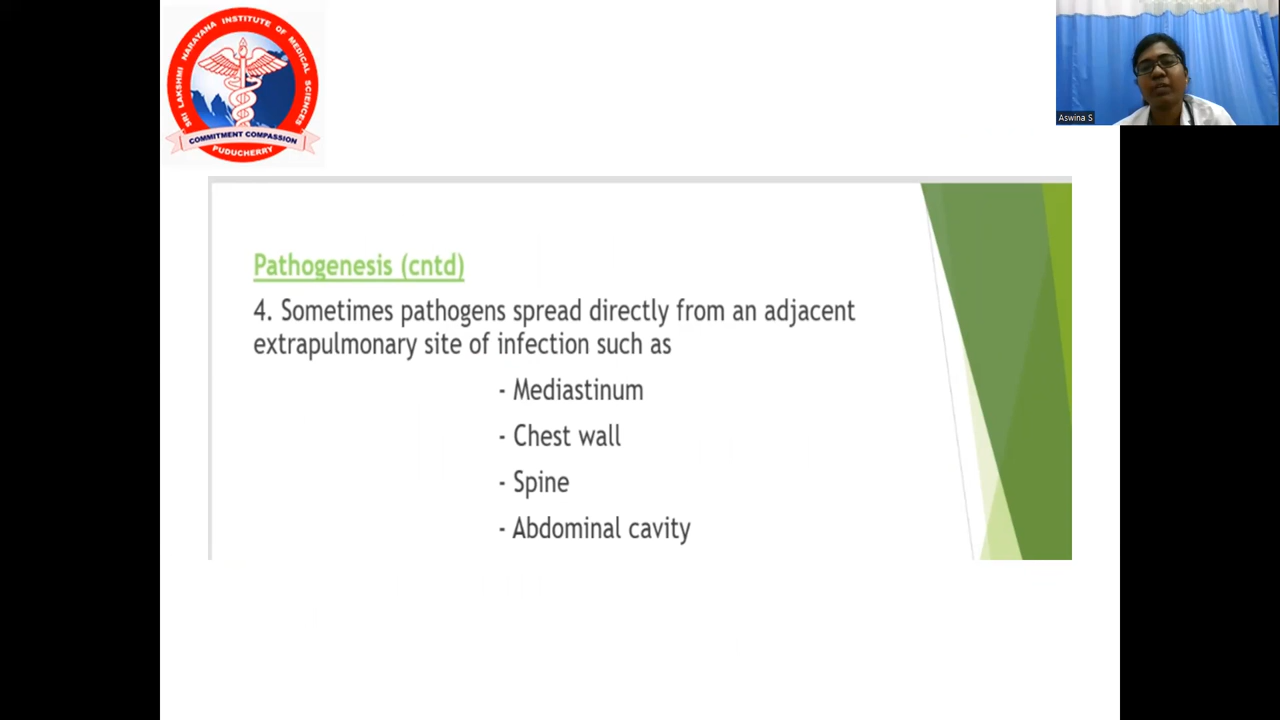 SRI LAKSHMI NARAYANA INSTITUTE OF MEDICAL SCIENCES
COMMITMENT COMPASSION
PUDUCHERRY
Aswina S
Pathogenesis (cntd)
4. Sometimes pathogens spread directly from an adjacent
extrapulmonary site of infection such as
- Mediastinum
- Chest wall
- Spine
- Abdominal cavity